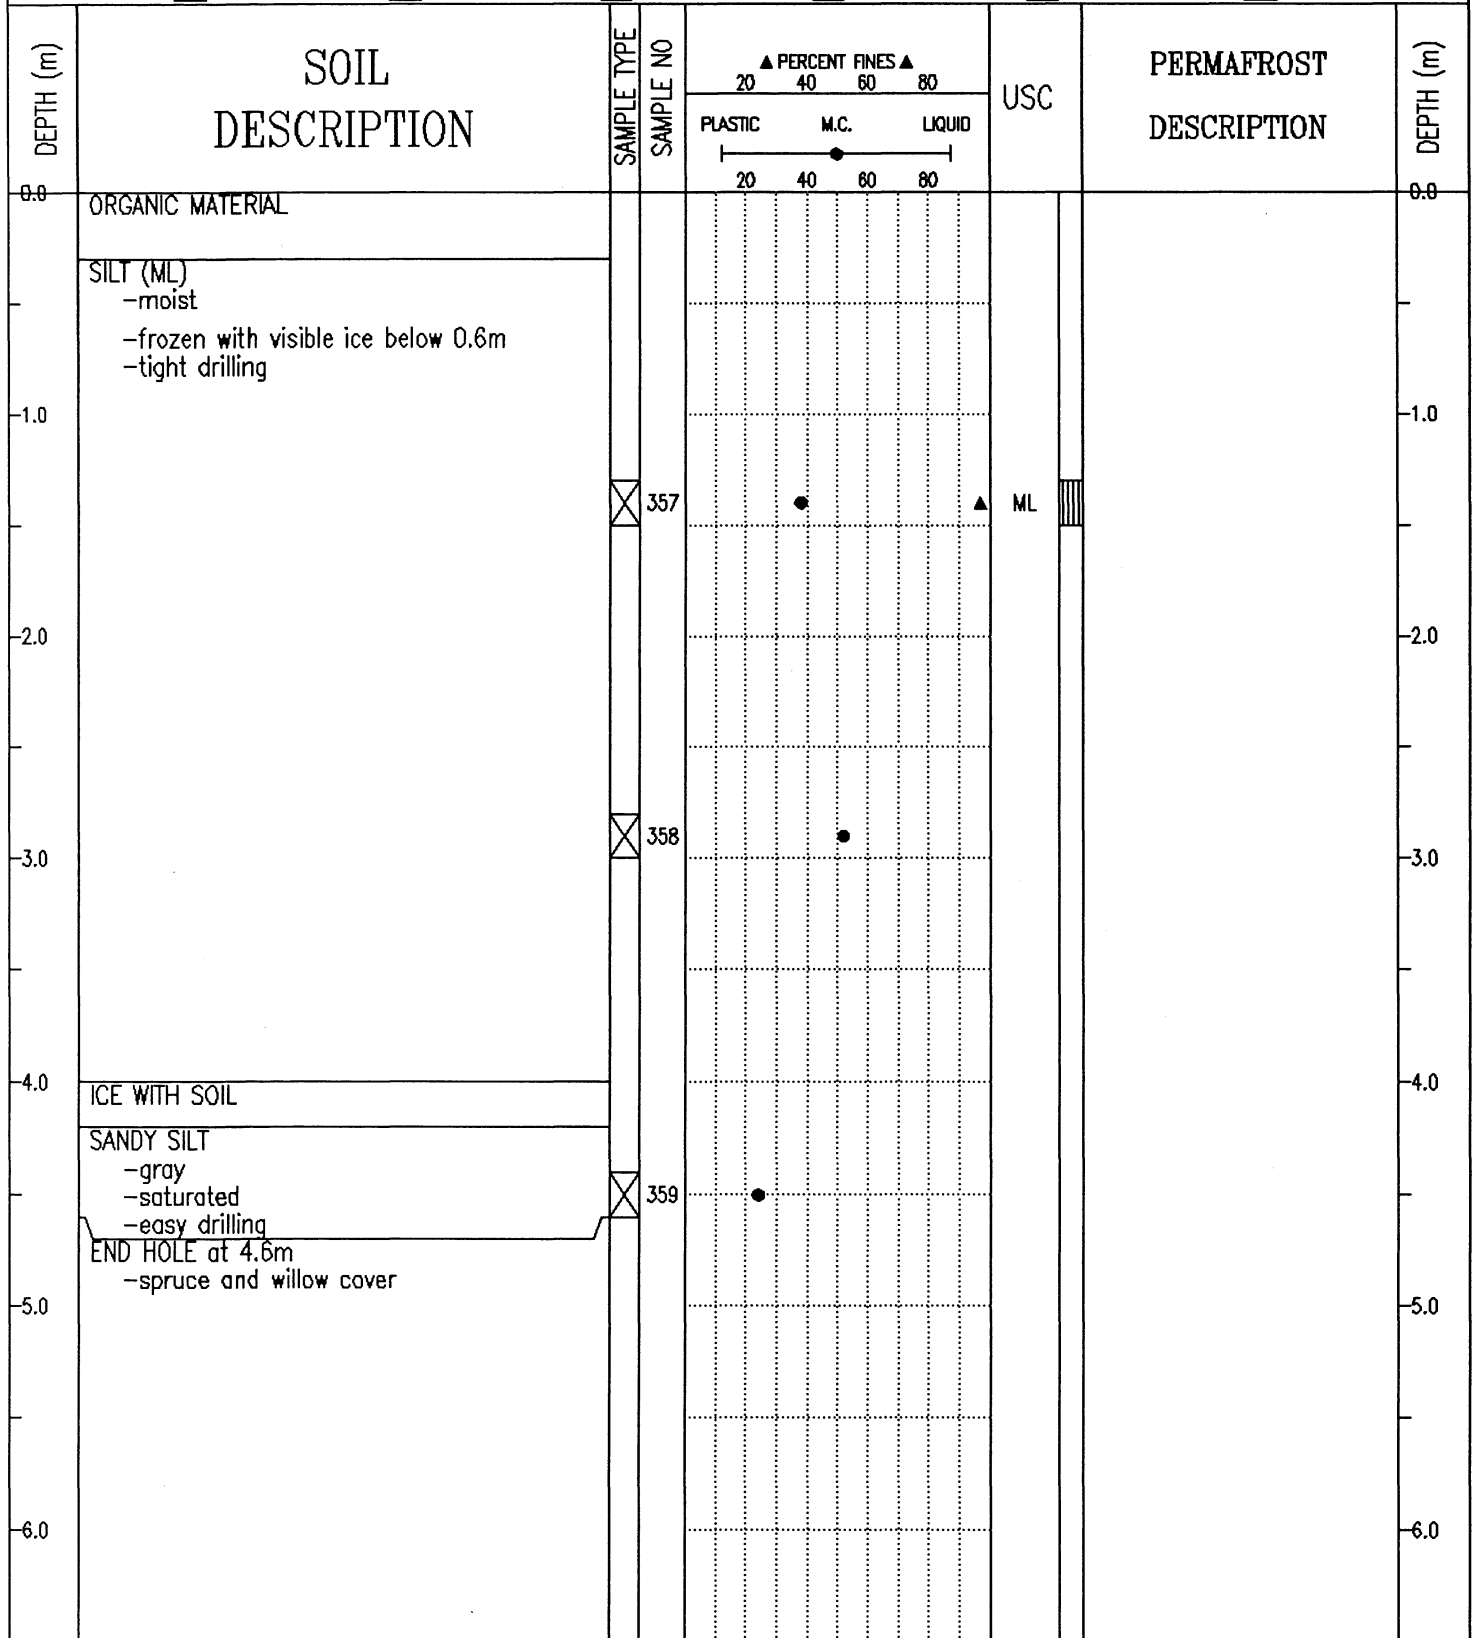 DEPTH (m)
SOIL
DESCRIPTION
SAMPLE TYPE
SAMPLE NO
▲ PERCENT FINES ▲
20 40 60 80
PLASTIC M.C. LIQUID
20 40 60 80
USC
PERMAFROST
DESCRIPTION
DEPTH (m)
0.0
ORGANIC MATERIAL
0.0
SILT (ML)
-moist
-frozen with visible ice below 0.6m
-tight drilling
1.0
1.0
357
ML
2.0
2.0
358
3.0
3.0
4.0
4.0
ICE WITH SOIL
SANDY SILT
-gray
-saturated
359
-easy drilling
END HOLE at 4.6m
-spruce and willow cover
5.0
5.0
6.0
6.0